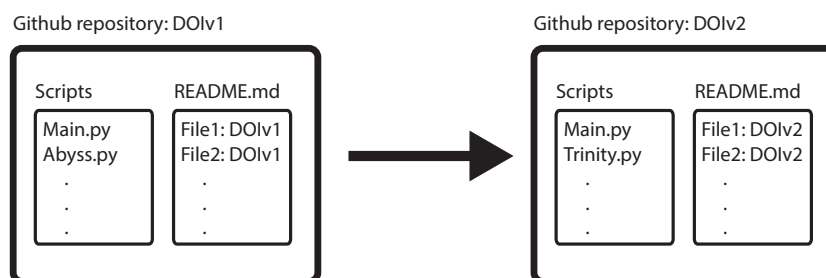 Github repository: DOIv1
Scripts
Main.py
Abyss.py
.
.
.
README.md
File1: DOIv1
File2: DOIv1
.
.
.
Github repository: DOIv2
Scripts
Main.py
Trinity.py
.
.
.
README.md
File1: DOIv2
File2: DOIv2
.
.
.